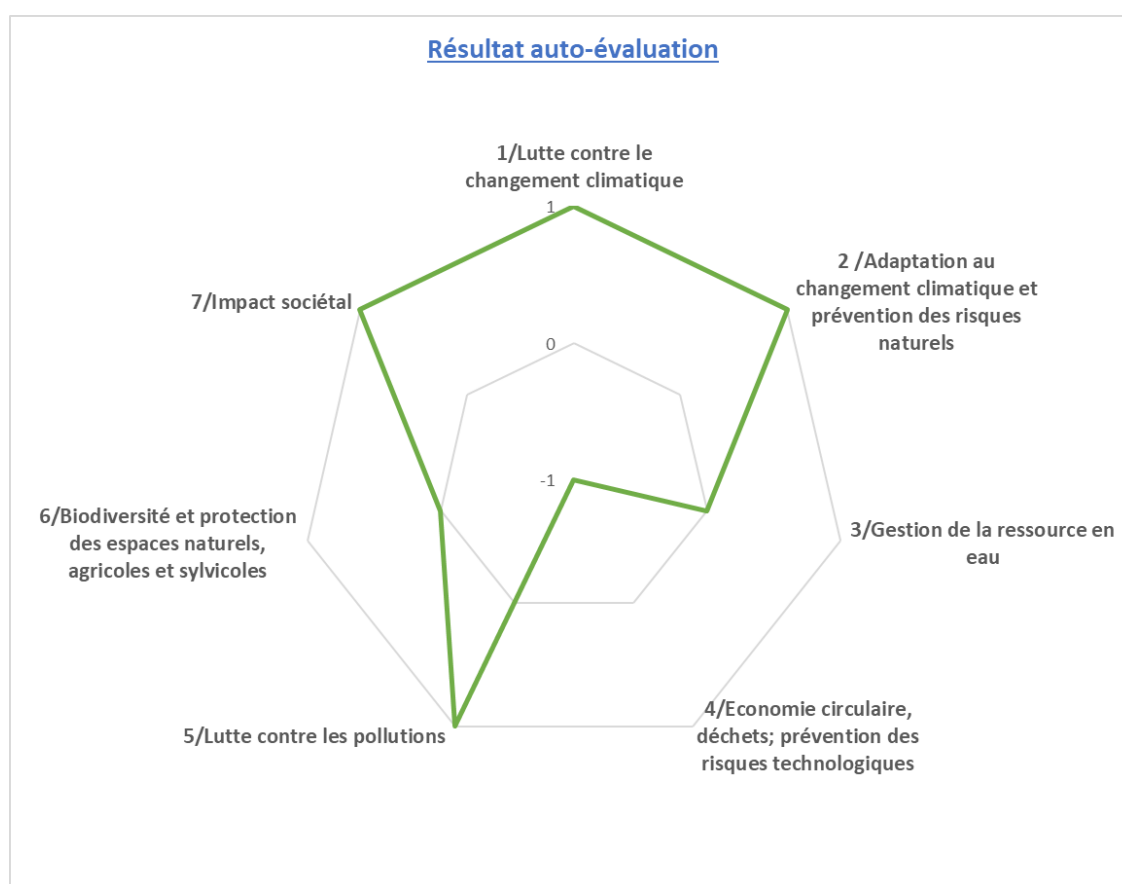 Résultat auto-évaluation
1/Lutte contre le
changement climatique
1
2 /Adaptation au
changement climatique et
prévention des risques
naturels
7/Impact sociétal
0
-1
6/Biodiversité et protection
des espaces naturels,
agricoles et sylvicoles
3/Gestion de la ressource en
eau
4/Economie circulaire,
déchets; prévention des
risques technologiques
5/Lutte contre les pollutions